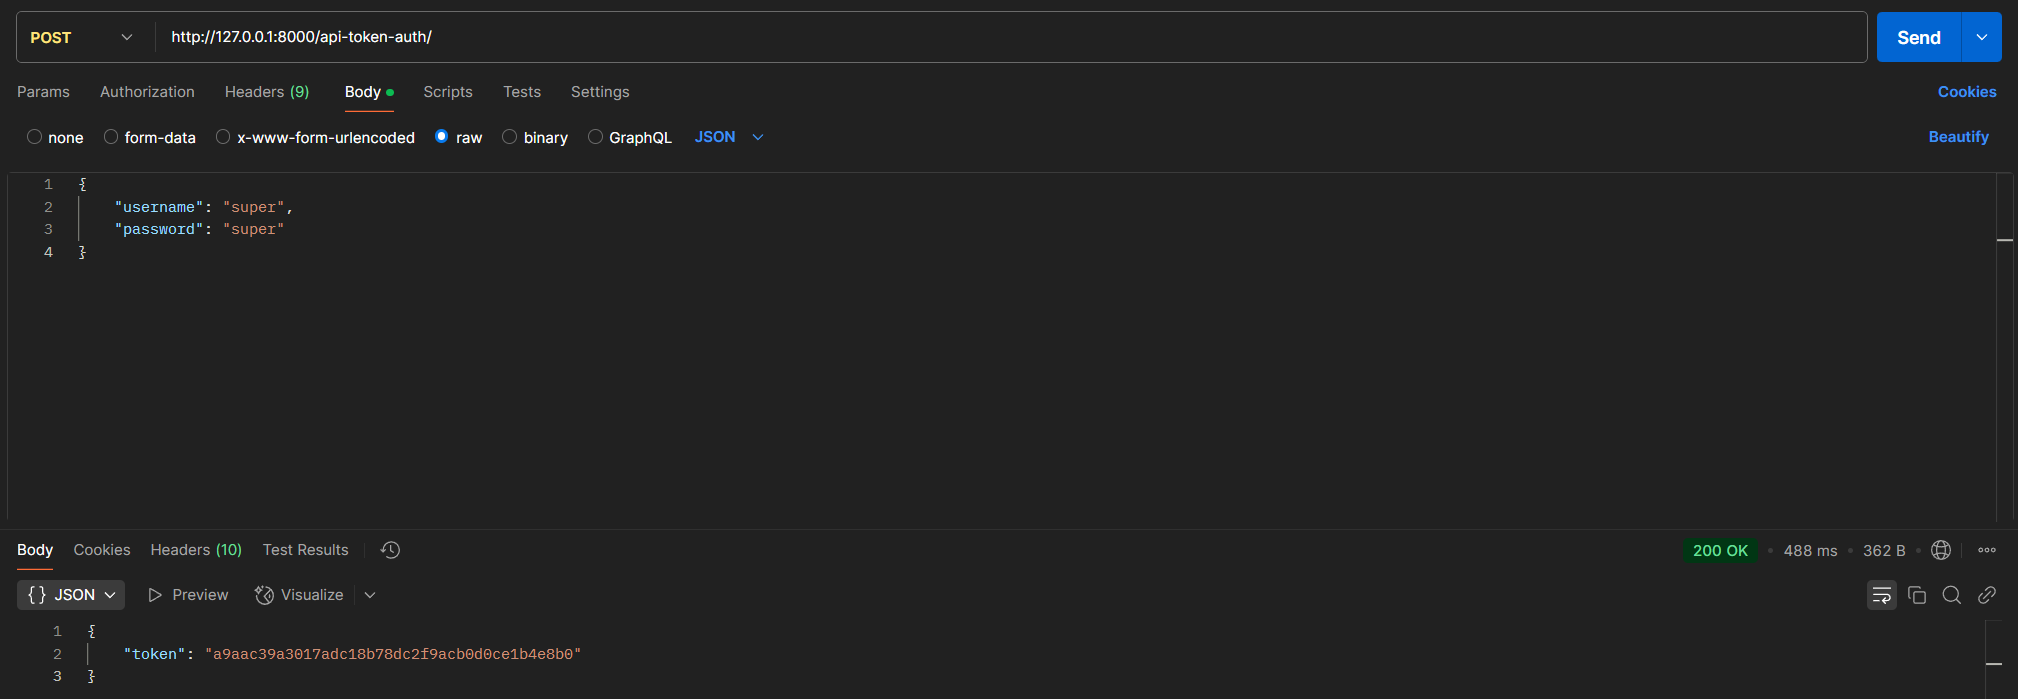 POST http://127.0.0.1:8000/api-token-auth/ Send
Params Authorization Headers (9) Body Scripts Tests Settings Cookies
none form-data x-www-form-urlencoded raw binary GraphQL JSON Beautify
1 {
2 "username": "super",
3 "password": "super"
4 }
Body Cookies Headers (10) Test Results 200 OK • 488 ms • 362 B •
{} JSON Preview Visualize
1 {
2 "token": "a9aac39a3017adc18b78dc2f9acb0d0ce1b4e8b0"
3 }